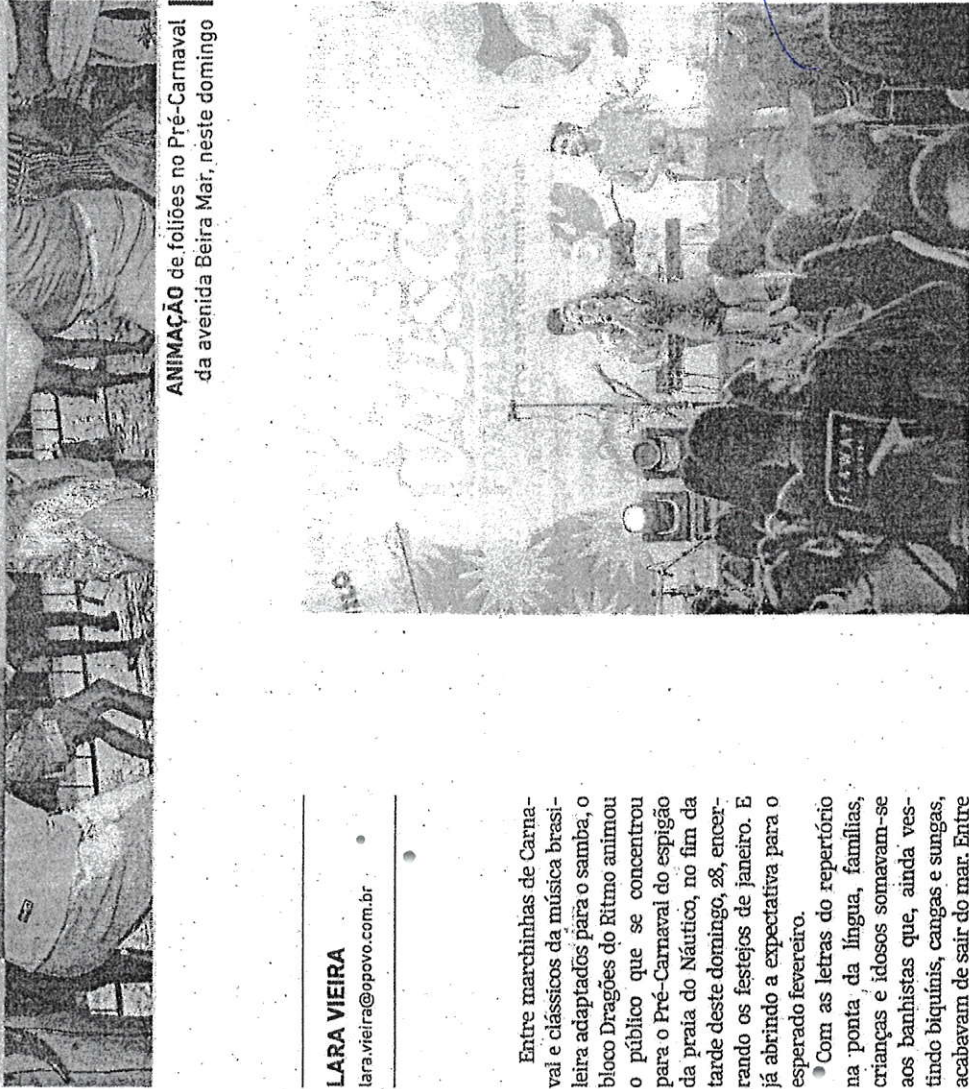 ANIMAÇÃO de foliões no Pré-Carnaval
da avenida Beira Mar, neste domingo
LARA VIEIRA
lara.vieira@opovo.com.br
Entre marchinhas de Carna-
val e clássicos da música brasi-
leira adaptados para o samba, o
bloco Dragões do Ritmo animou
o público que se concentrou
para o Pré-Carnaval do espigão
da praia do Náutico, no fim da
tarde deste domingo, 28, encer-
rando os festejos de janeiro. E
já abrindo a expectativa para o
esperado fevereiro.
Com as letras do repertório
na ponta da língua, famílias,
crianças e idosos somavam-se
aos banhistas que, ainda ves-
tindo biquínis, cangas e sungas,
acabavam de sair do mar. Entre